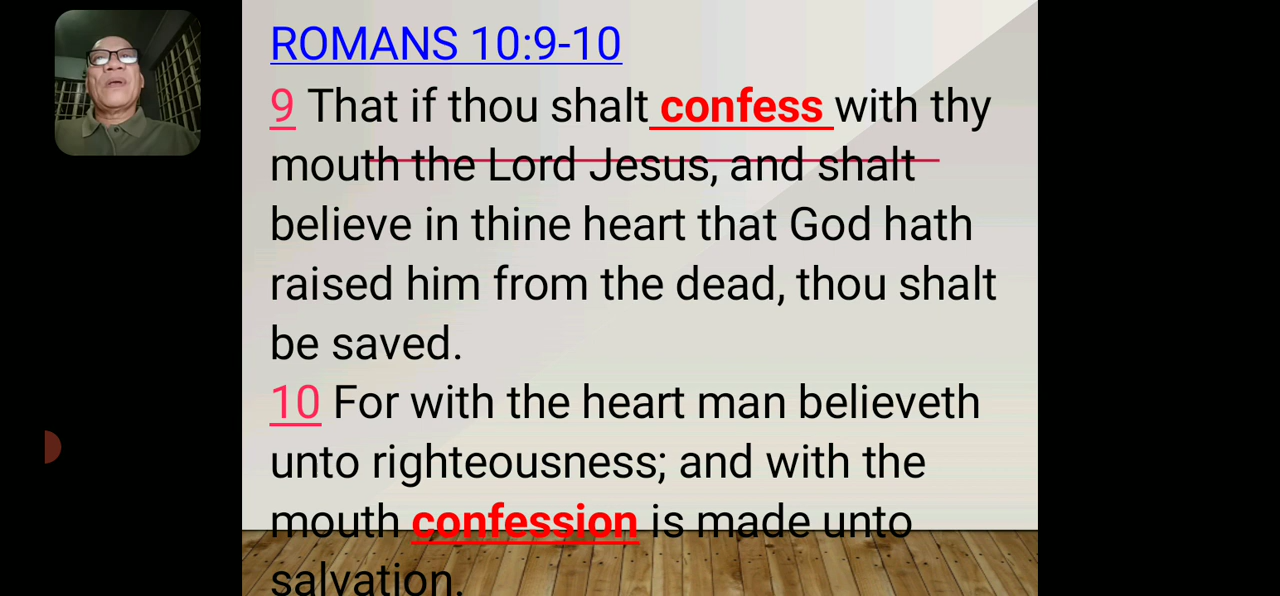 ROMANS 10:9-10
9 That if thou shalt confess with thy
mouth the Lord Jesus, and shalt
believe in thine heart that God hath
raised him from the dead, thou shalt
be saved.
10 For with the heart man believeth
unto righteousness; and with the
mouth confession is made unto
salvation.